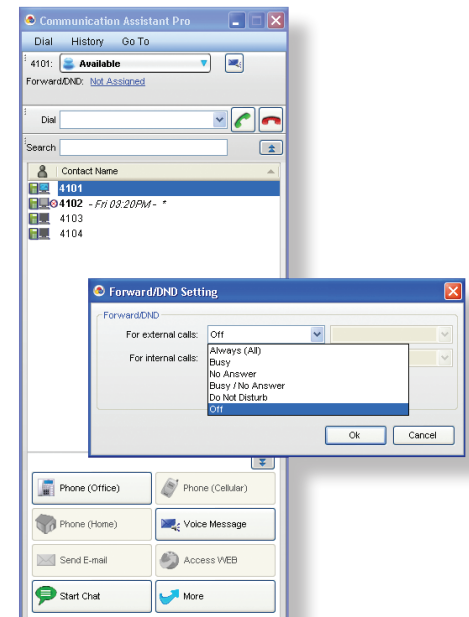 Communication Assistant Pro
Dial History Go To
4101: Available
Forward/DND: Not Assigned
Dial
Search
Contact Name
4101
4102 - Fri 03:20PM - *
4103
4104
Forward/DND Setting
Forward/DND
For external calls: Off
For internal calls:
Always (All)
Busy
No Answer
Busy / No Answer
Do Not Disturb
Off
Ok Cancel
Phone (Office) Phone (Cellular)
Phone (Home) Voice Message
Send E-mail Access WEB
Start Chat More